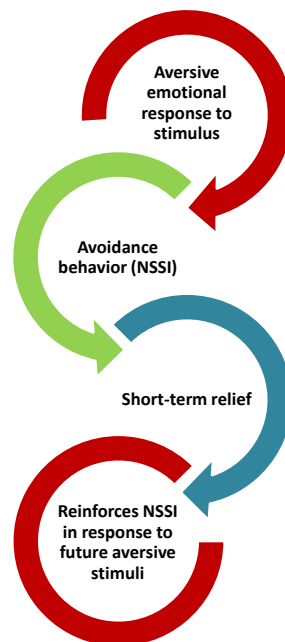 Aversive
emotional
response to
stimulus
Avoidance
behavior (NSSI)
Short-term relief
Reinforces NSSI
in response to
future aversive
stimuli